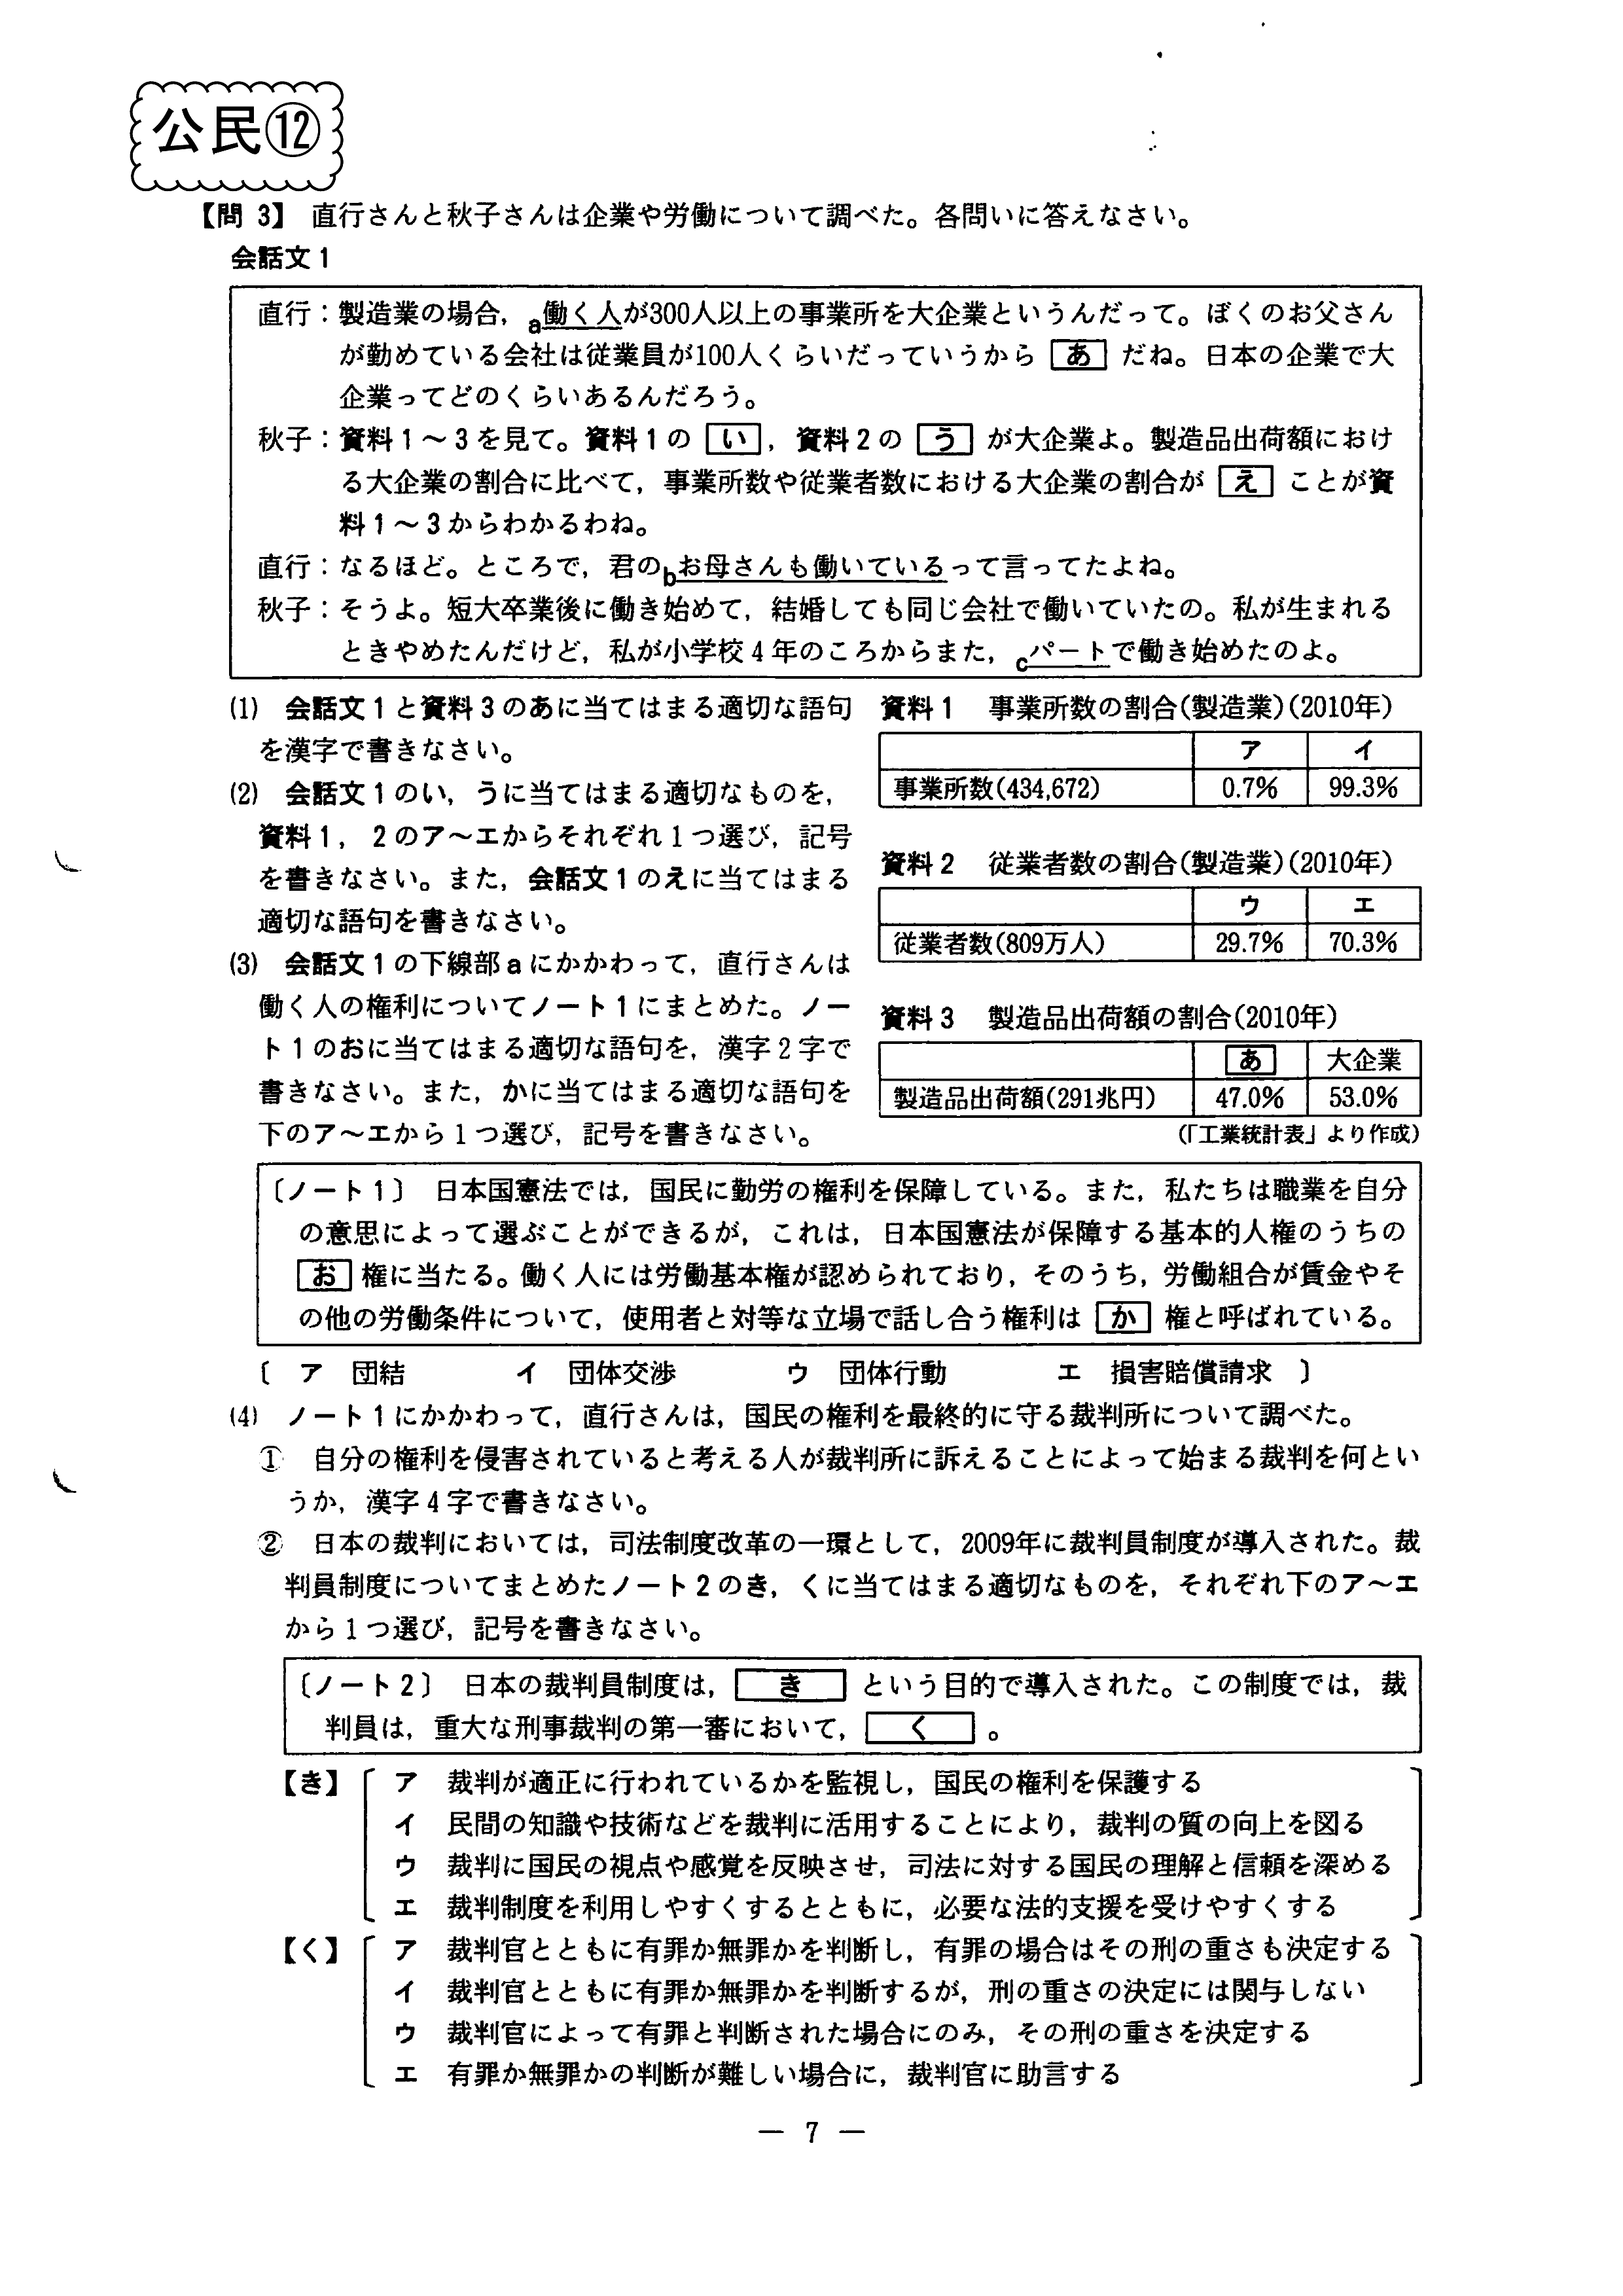 公民⑫
【問 3】 直行さんと秋子さんは企業や労働について調べた。各問いに答えなさい。
会話文1
直行：製造業の場合，a働く人が300人以上の事業所を大企業というんだって。ぼくのお父さん
が勤めている会社は従業員が100人くらいだっていうから あ だね。日本の企業で大
企業ってどのくらいあるんだろう。
秋子：資料1～3を見て。資料1の い ，資料2の う が大企業よ。製造品出荷額におけ
る大企業の割合に比べて，事業所数や従業者数における大企業の割合が え ことが資
料1～3からわかるわね。
直行：なるほど。ところで，君のbお母さんも働いているって言ってたよね。
秋子：そうよ。短大卒業後に働き始めて，結婚しても同じ会社で働いていたの。私が生まれる
ときやめたんだけど，私が小学校4年のころからまた，cパートで働き始めたのよ。
(1) 会話文1と資料3のあに当てはまる適切な語句
を漢字で書きなさい。
(2) 会話文1のい，うに当てはまる適切なものを，
資料1，2のア～エからそれぞれ1つ選び，記号
を書きなさい。また，会話文1のえに当てはまる
適切な語句を書きなさい。
(3) 会話文1の下線部aにかかわって，直行さんは
働く人の権利についてノート1にまとめた。ノー
ト1のおに当てはまる適切な語句を，漢字2字で
書きなさい。また，かに当てはまる適切な語句を
下のア～エから1つ選び，記号を書きなさい。
資料1 事業所数の割合(製造業)(2010年)
ア イ
事業所数(434,672) 0.7% 99.3%
資料2 従業者数の割合(製造業)(2010年)
ウ エ
従業者数(809万人) 29.7% 70.3%
資料3 製造品出荷額の割合(2010年)
あ 大企業
製造品出荷額(291兆円) 47.0% 53.0%
(「工業統計表」より作成)
〔ノート1〕 日本国憲法では，国民に勤労の権利を保障している。また，私たちは職業を自分
の意思によって選ぶことができるが，これは，日本国憲法が保障する基本的人権のうちの
お 権に当たる。働く人には労働基本権が認められており，そのうち，労働組合が賃金やそ
の他の労働条件について，使用者と対等な立場で話し合う権利は か 権と呼ばれている。
〔 ア 団結 イ 団体交渉 ウ 団体行動 エ 損害賠償請求 〕
(4) ノート1にかかわって，直行さんは，国民の権利を最終的に守る裁判所について調べた。
① 自分の権利を侵害されていると考える人が裁判所に訴えることによって始まる裁判を何とい
うか，漢字4字で書きなさい。
② 日本の裁判においては，司法制度改革の一環として，2009年に裁判員制度が導入された。裁
判員制度についてまとめたノート2のき，くに当てはまる適切なものを，それぞれ下のア～エ
から1つ選び，記号を書きなさい。
〔ノート2〕 日本の裁判員制度は， き という目的で導入された。この制度では，裁
判員は，重大な刑事裁判の第一審において， く 。
【き】 ア 裁判が適正に行われているかを監視し，国民の権利を保護する
イ 民間の知識や技術などを裁判に活用することにより，裁判の質の向上を図る
ウ 裁判に国民の視点や感覚を反映させ，司法に対する国民の理解と信頼を深める
エ 裁判制度を利用しやすくするとともに，必要な法的支援を受けやすくする
【く】 ア 裁判官とともに有罪か無罪かを判断し，有罪の場合はその刑の重さも決定する
イ 裁判官とともに有罪か無罪かを判断するが，刑の重さの決定には関与しない
ウ 裁判官によって有罪と判断された場合にのみ，その刑の重さを決定する
エ 有罪か無罪かの判断が難しい場合に，裁判官に助言する
― 7 ―